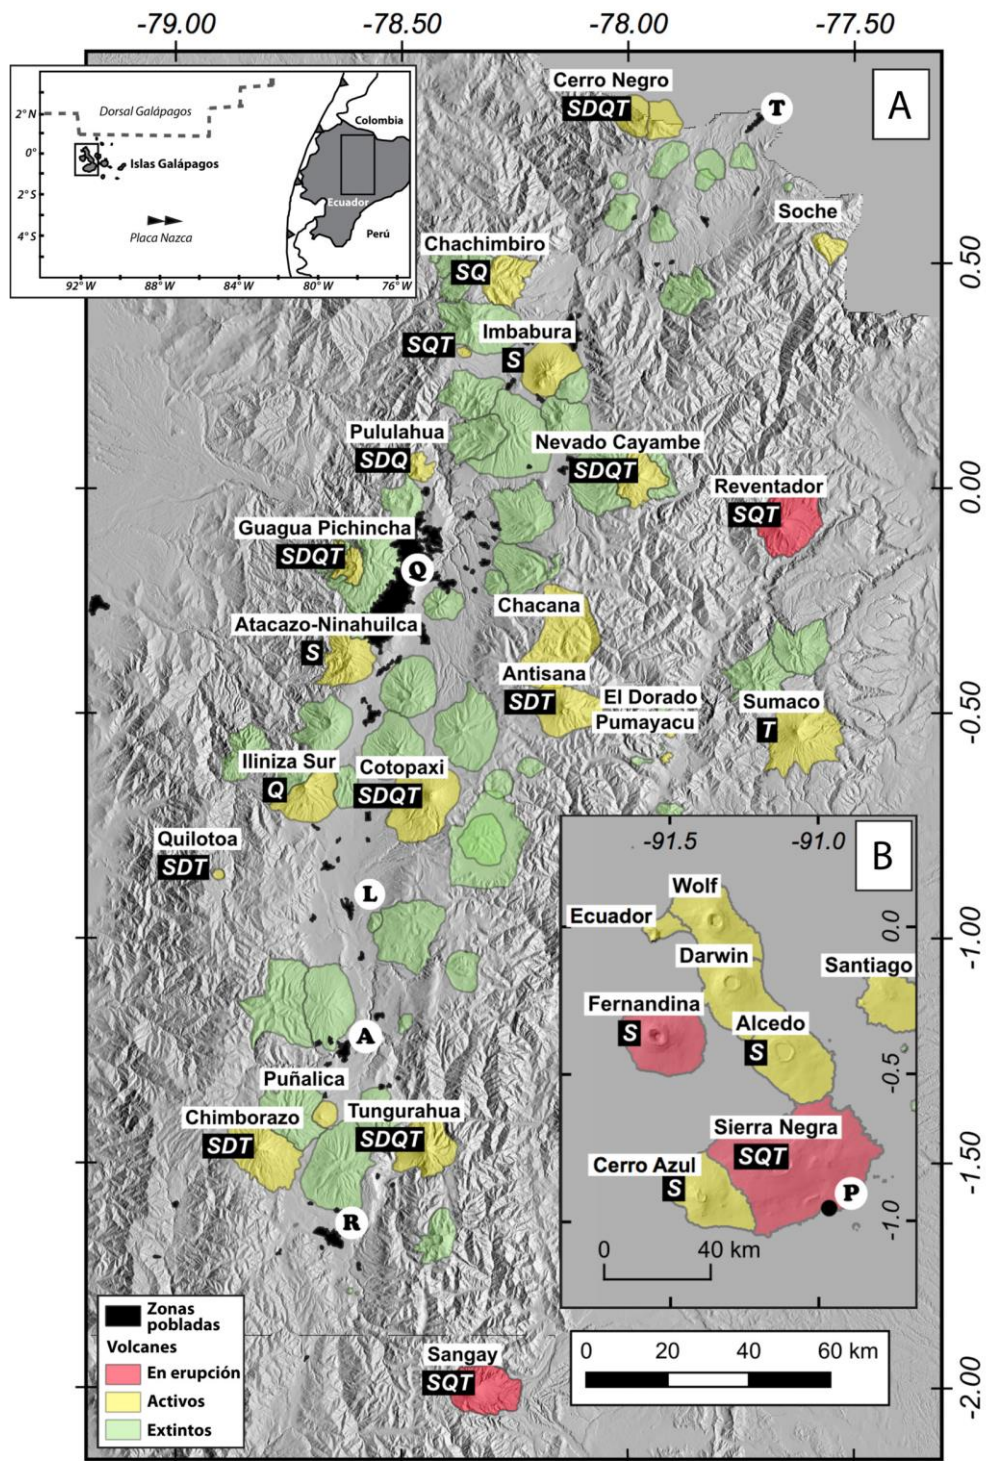 -79.00
-78.50
-78.00
-77.50
A
Dorsal Galápagos
2°N
0°
2°S
4°S
Islas Galápagos
Placa Nazca
Colombia
Ecuador
Perú
92°W
88°W
84°W
80°W
76°W
Cerro Negro
SDQT
T
Soche
0.50
Chachimbiro
SQ
SQT
Imbabura
S
Pululahua
SDQ
Nevado Cayambe
SDQT
Reventador
SQT
0.00
Guagua Pichincha
SDQT
Q
Atacazo-Ninahuilca
S
Chacana
Antisana
SDT
El Dorado
Pumayacu
Sumaco
T
-0.50
Iliniza Sur
Q
Cotopaxi
SDQT
Quilotoa
SDT
L
-1.00
A
Puñalica
Chimborazo
SDT
Tungurahua
SDQT
-1.50
R
Sangay
SQT
-2.00
B
-91.5
-91.0
Wolf
Ecuador
0.0
Darwin
Santiago
Fernandina
S
Alcedo
S
-0.5
Sierra Negra
SQT
Cerro Azul
S
P
-1.0
0
40 km
0
20
40
60 km
Zonas
pobladas
Volcanes
En erupción
Activos
Extintos